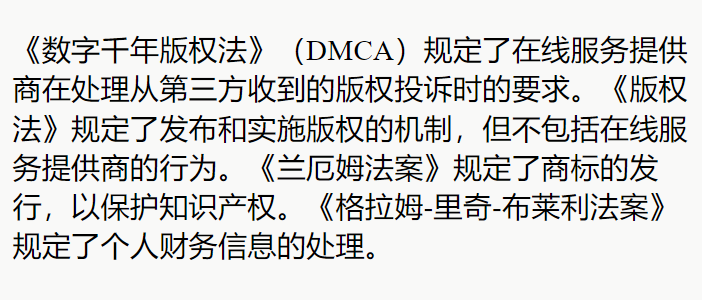 《数字千年版权法》（DMCA）规定了在线服务提供
商在处理从第三方收到的版权投诉时的要求。《版权
法》规定了发布和实施版权的机制，但不包括在线服
务提供商的行为。《兰厄姆法案》规定了商标的发
行，以保护知识产权。《格拉姆-里奇-布莱利法案》
规定了个人财务信息的处理。